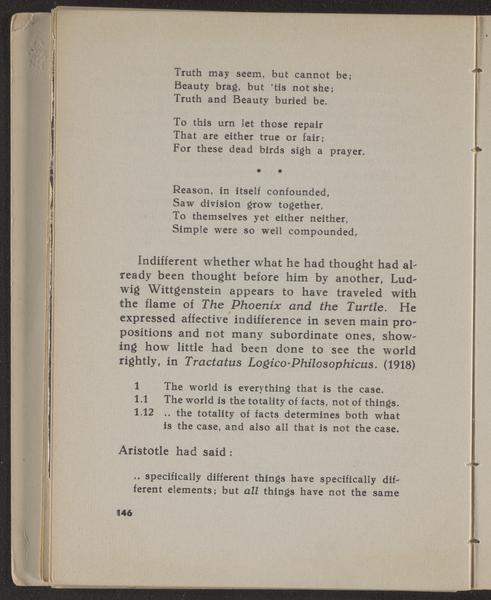 Truth may seem, but cannot be;
Beauty brag, but 'tis not she;
Truth and Beauty buried be.
To this urn let those repair
That are either true or fair;
For these dead birds sigh a prayer.
* *
Reason, in itself confounded,
Saw division grow together,
To themselves yet either neither,
Simple were so well compounded,
Indifferent whether what he had thought had al-
ready been thought before him by another, Lud-
wig Wittgenstein appears to have traveled with
the flame of The Phoenix and the Turtle. He
expressed affective indifference in seven main pro-
positions and not many subordinate ones, show-
ing how little had been done to see the world
rightly, in Tractatus Logico-Philosophicus. (1918)
1 The world is everything that is the case.
1.1 The world is the totality of facts, not of things.
1.12 .. the totality of facts determines both what
is the case, and also all that is not the case.
Aristotle had said:
.. specifically different things have specifically dif-
ferent elements; but all things have not the same
146